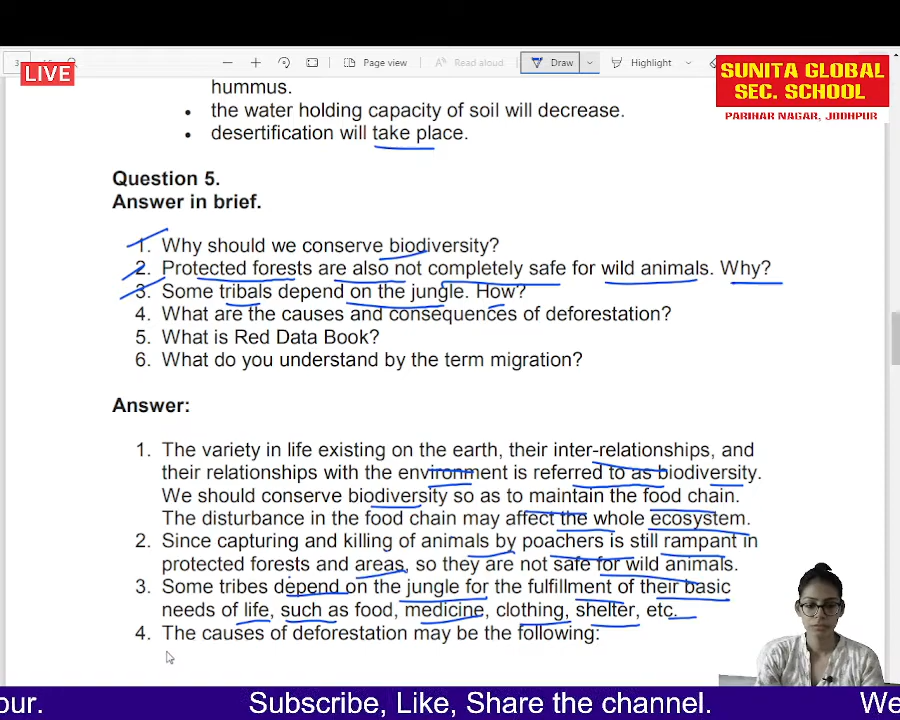 3
Page view
Read aloud
Draw
Highlight
LIVE
SUNITA GLOBAL
SEC. SCHOOL
PARIHAR NAGAR, JODHPUR
hummus.
• the water holding capacity of soil will decrease.
• desertification will take place.
Question 5.
Answer in brief.
1. Why should we conserve biodiversity?
2. Protected forests are also not completely safe for wild animals. Why?
3. Some tribals depend on the jungle. How?
4. What are the causes and consequences of deforestation?
5. What is Red Data Book?
6. What do you understand by the term migration?
Answer:
1. The variety in life existing on the earth, their inter-relationships, and
their relationships with the environment is referred to as biodiversity.
We should conserve biodiversity so as to maintain the food chain.
The disturbance in the food chain may affect the whole ecosystem.
2. Since capturing and killing of animals by poachers is still rampant in
protected forests and areas, so they are not safe for wild animals.
3. Some tribes depend on the jungle for the fulfillment of their basic
needs of life, such as food, medicine, clothing, shelter, etc.
4. The causes of deforestation may be the following:
our. Subscribe, Like, Share the channel. We